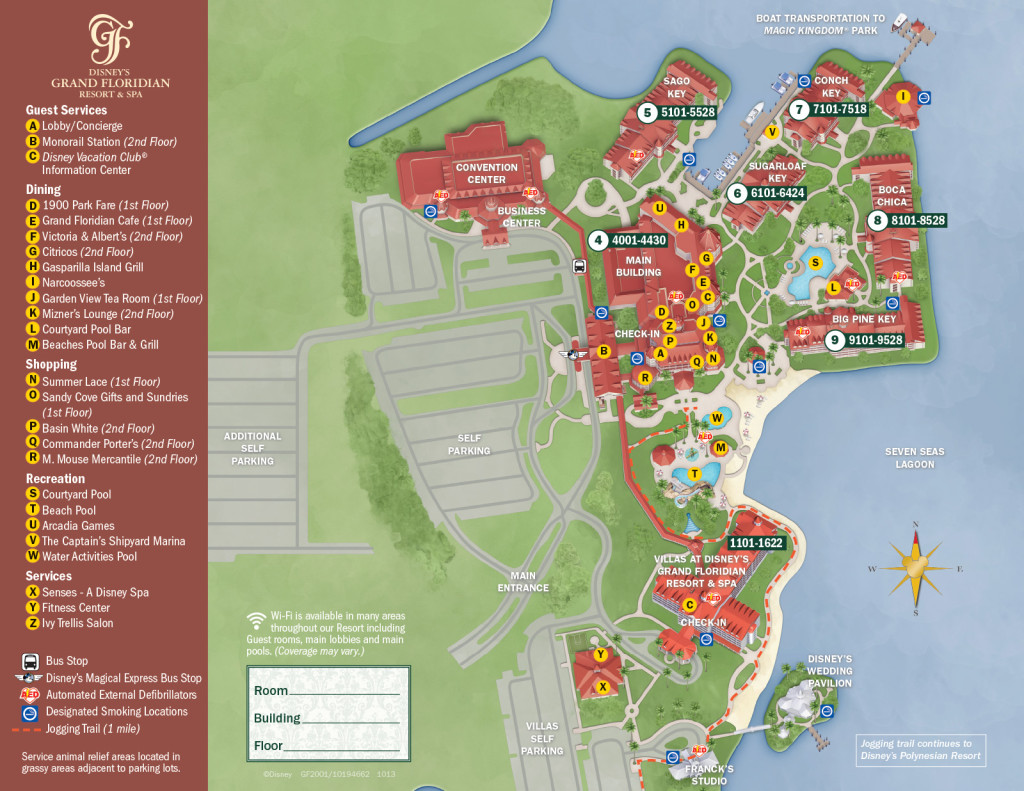 GF
DISNEY'S
GRAND FLORIDIAN
RESORT & SPA
Guest Services
A Lobby/Concierge
B Monorail Station (2nd Floor)
C Disney Vacation Club®
Information Center
Dining
D 1900 Park Fare (1st Floor)
E Grand Floridian Cafe (1st Floor)
F Victoria & Albert's (2nd Floor)
G Citricos (2nd Floor)
H Gasparilla Island Grill
I Narcoossee's
J Garden View Tea Room (1st Floor)
K Mizner's Lounge (2nd Floor)
L Courtyard Pool Bar
M Beaches Pool Bar & Grill
Shopping
N Summer Lace (1st Floor)
O Sandy Cove Gifts and Sundries
(1st Floor)
P Basin White (2nd Floor)
Q Commander Porter's (2nd Floor)
R M. Mouse Mercantile (2nd Floor)
Recreation
S Courtyard Pool
T Beach Pool
U Arcadia Games
V The Captain's Shipyard Marina
W Water Activities Pool
Services
X Senses - A Disney Spa
Y Fitness Center
Z Ivy Trellis Salon
Bus Stop
Disney's Magical Express Bus Stop
AED Automated External Defibrillators
Designated Smoking Locations
Jogging Trail (1 mile)
Service animal relief areas located in
grassy areas adjacent to parking lots.
BOAT TRANSPORTATION TO
MAGIC KINGDOM® PARK
SAGO
KEY
5 5101-5528
AED
CONCH
KEY
7 7101-7518
I
V
CONVENTION
CENTER
AED
AED
BUSINESS
CENTER
SUGARLOAF
KEY
6 6101-6424
BOCA
CHICA
8 8101-8528
U
H
4 4001-4430
MAIN
BUILDING
G
F
E
C
AED
O
D
Z
J
P
K
A
Q
N
R
B
CHECK-IN
S
L
AED
AED
BIG PINE KEY
AED
9 9101-9528
W
AED
M
T
ADDITIONAL
SELF
PARKING
SELF
PARKING
SEVEN SEAS
LAGOON
N
W
E
S
1101-1622
VILLAS AT DISNEY'S
GRAND FLORIDIAN
RESORT & SPA
AED
C
CHECK-IN
MAIN
ENTRANCE
Y
X
Wi-Fi is available in many areas
throughout our Resort including
Guest rooms, main lobbies and main
pools. (Coverage may vary.)
Room
Building
Floor
DISNEY'S
WEDDING
PAVILION
VILLAS
SELF
PARKING
AED
FRANCK'S
STUDIO
Jogging trail continues to
Disney's Polynesian Resort
©Disney GF2001/10194662 1013